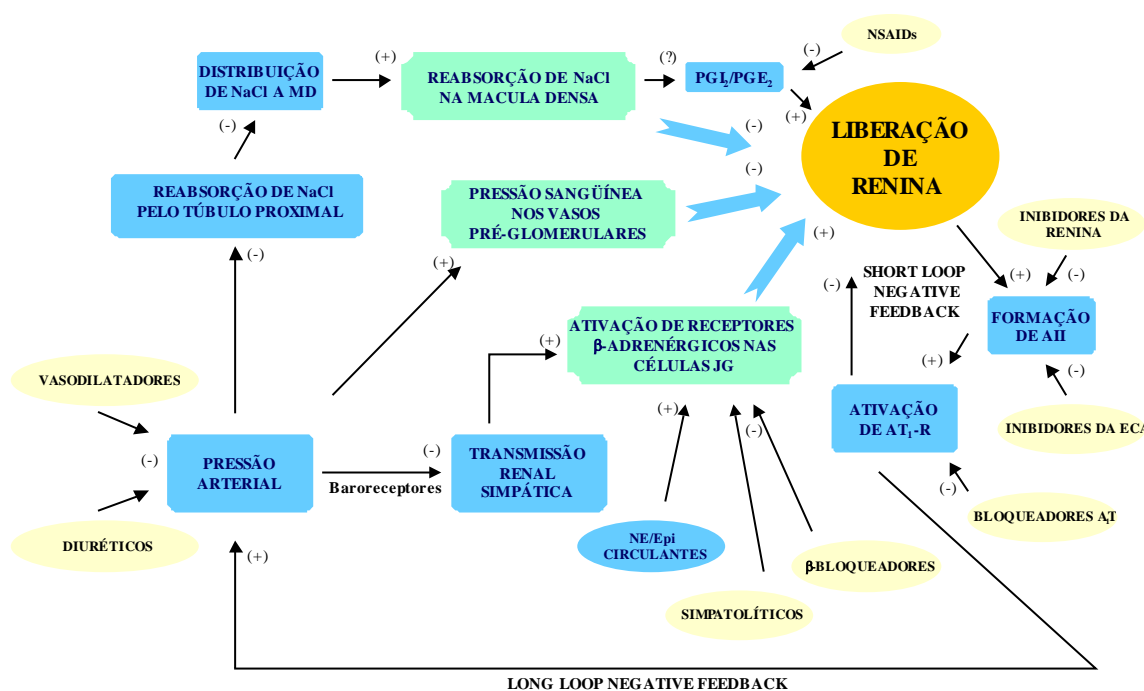 NSAIDs
(-)
(+)
(?)
DISTRIBUIÇÃO
DE NaCl A MD
REABSORÇÃO DE NaCl
NA MACULA DENSA
PGI₂/PGE₂
(+)
(-)
(-)
(-)
LIBERAÇÃO
DE
RENINA
REABSORÇÃO DE NaCl
PELO TÚBULO PROXIMAL
PRESSÃO SANGÜÍNEA
NOS VASOS
PRÉ-GLOMERULARES
INIBIDORES DA
RENINA
(-)
(+)
(+)
(-)
SHORT LOOP
NEGATIVE
FEEDBACK
(+)
(-)
ATIVAÇÃO DE RECEPTORES
β-ADRENÉRGICOS NAS
CÉLULAS JG
FORMAÇÃO
DE AII
(+)
(+)
(-)
VASODILATADORES
(+)
(-)
ATIVAÇÃO
DE AT₁-R
INIBIDORES DA ECA
(-)
PRESSÃO
ARTERIAL
(-)
Baroreceptores
TRANSMISSÃO
RENAL
SIMPÁTICA
(-)
BLOQUEADORES
DIURÉTICOS
(+)
NE/Epi
CIRCULANTES
β-BLOQUEADORES
SIMPATOLÍTICOS
LONG LOOP NEGATIVE FEEDBACK